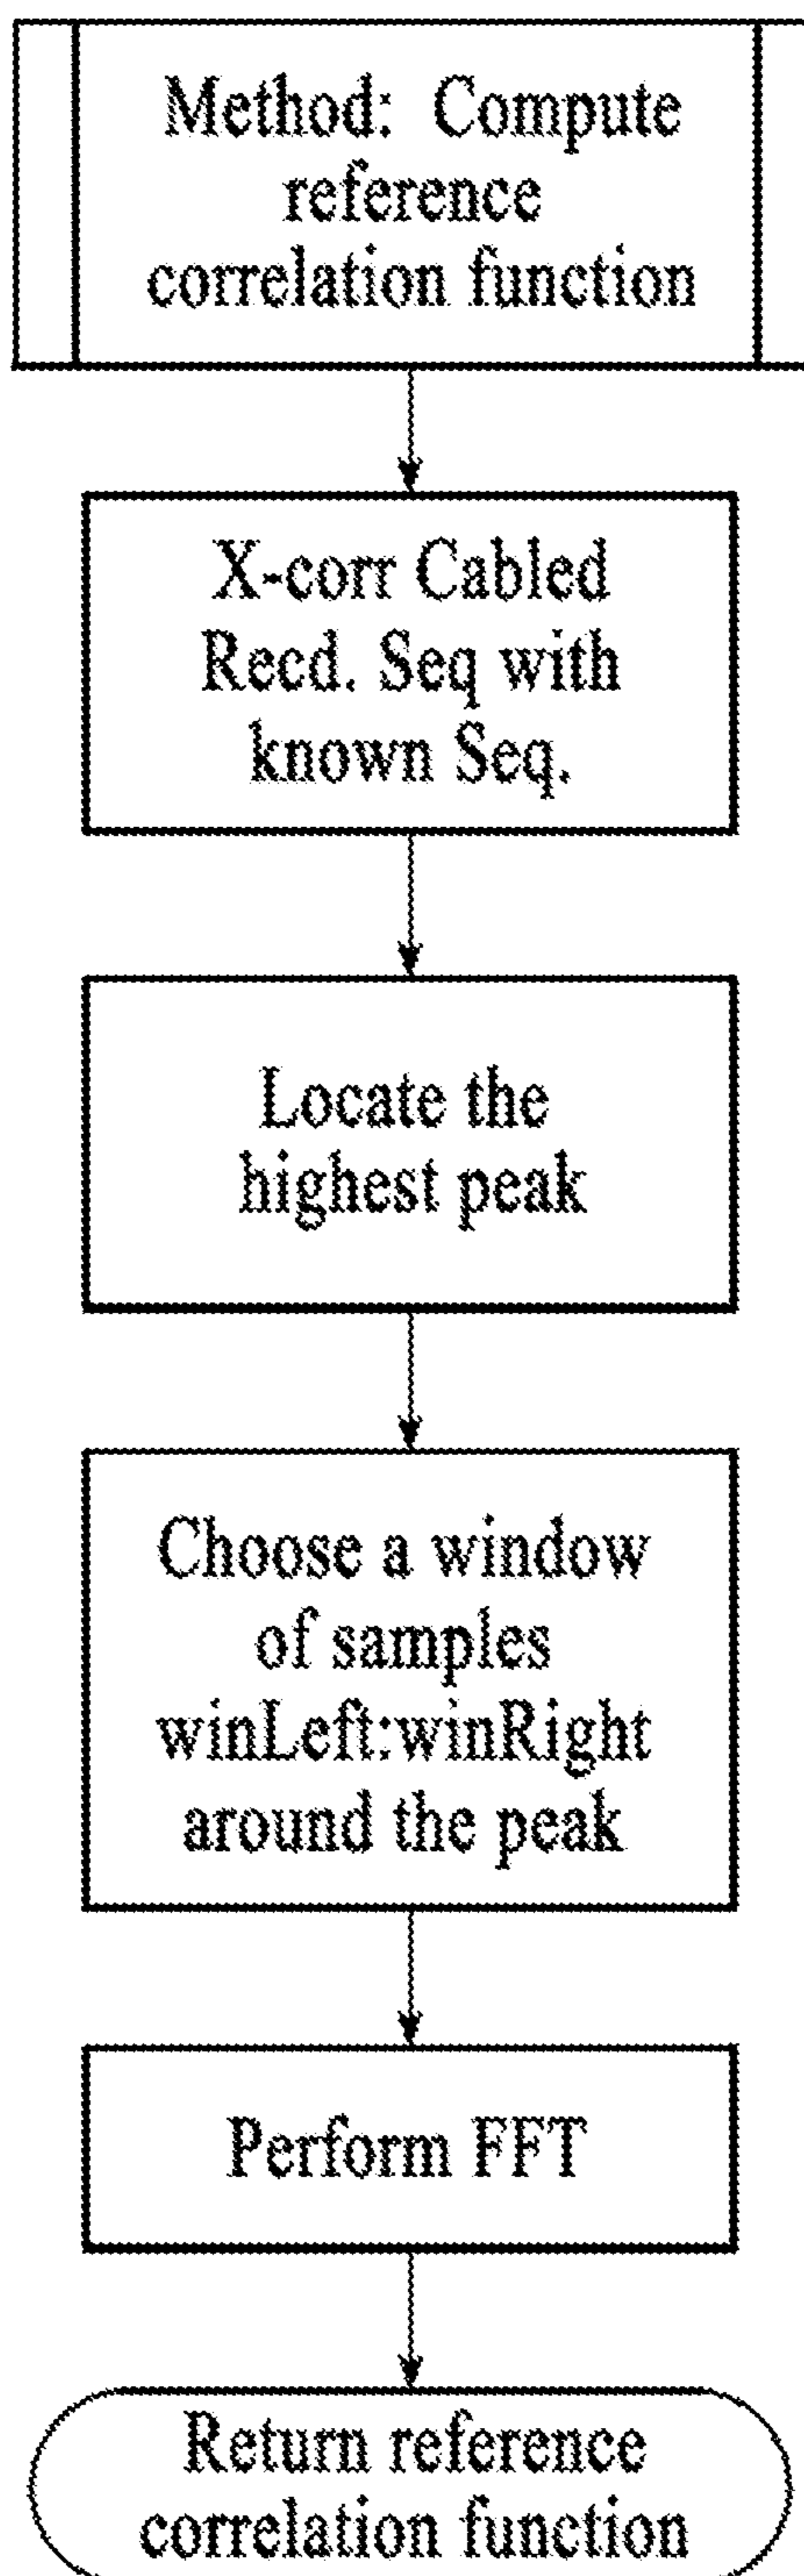 Method: Compute
reference
correlation function
X-corr Cabled
Recd. Seq with
known Seq.
Locate the
highest peak
Choose a window
of samples
winLeft:winRight
around the peak
Perform FFT
Return reference
correlation function